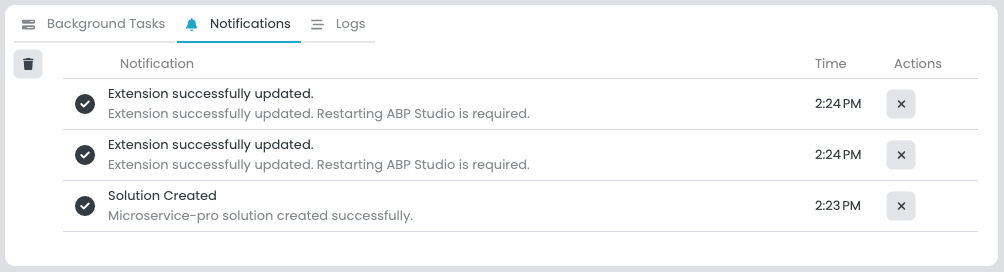 Background Tasks Notifications Logs
Notification Time Actions
Extension successfully updated.
Extension successfully updated. Restarting ABP Studio is required.
2:24 PM
Extension successfully updated.
Extension successfully updated. Restarting ABP Studio is required.
2:24 PM
Solution Created
Microservice-pro solution created successfully.
2:23 PM